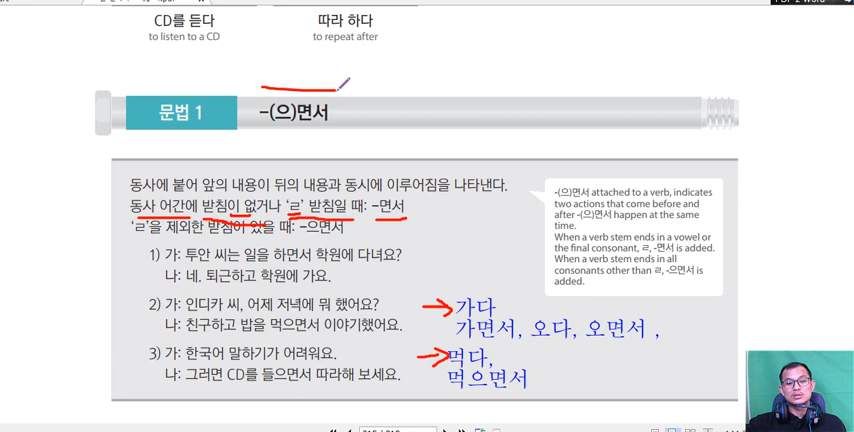 CD를 듣다
to listen to a CD
따라 하다
to repeat after
문법 1
-(으)면서
동사에 붙어 앞의 내용이 뒤의 내용과 동시에 이루어짐을 나타낸다.
동사 어간에 받침이 없거나 ‘ㄹ’ 받침일 때: -면서
‘ㄹ’을 제외한 받침이 있을 때: -으면서
1) 가: 투안 씨는 일을 하면서 학원에 다녀요?
나: 네. 퇴근하고 학원에 가요.
2) 가: 인디카 씨, 어제 저녁에 뭐 했어요?
나: 친구하고 밥을 먹으면서 이야기했어요.
3) 가: 한국어 말하기가 어려워요.
나: 그러면 CD를 들으면서 따라해 보세요.
-(으)면서 attached to a verb, indicates
two actions that come before and
after -(으)면서 happen at the same
time.
When a verb stem ends in a vowel or
the final consonant, ㄹ, -면서 is added.
When a verb stem ends in all
consonants other than ㄹ, -으면서 is
added.
가다
가면서, 오다, 오면서 ,
먹다,
먹으면서